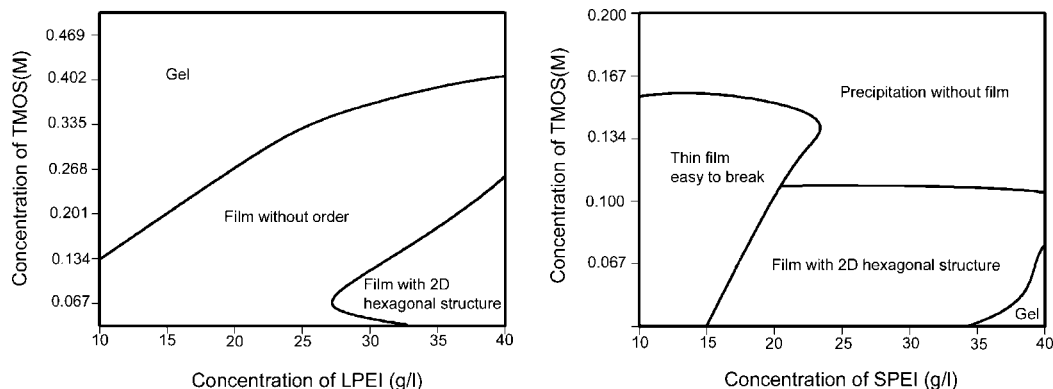 Concentration of TMOS(M)
0.469
0.402
0.335
0.268
0.201
0.134
0.067
Gel
Film without order
Film with 2D
hexagonal structure
10 15 20 25 30 35 40
Concentration of LPEI (g/l)
Concentration of TMOS(M)
0.200
0.167
0.134
0.100
0.067
Precipitation without film
Thin film
easy to break
Film with 2D hexagonal structure
Gel
10 15 20 25 30 35 40
Concentration of SPEI (g/l)